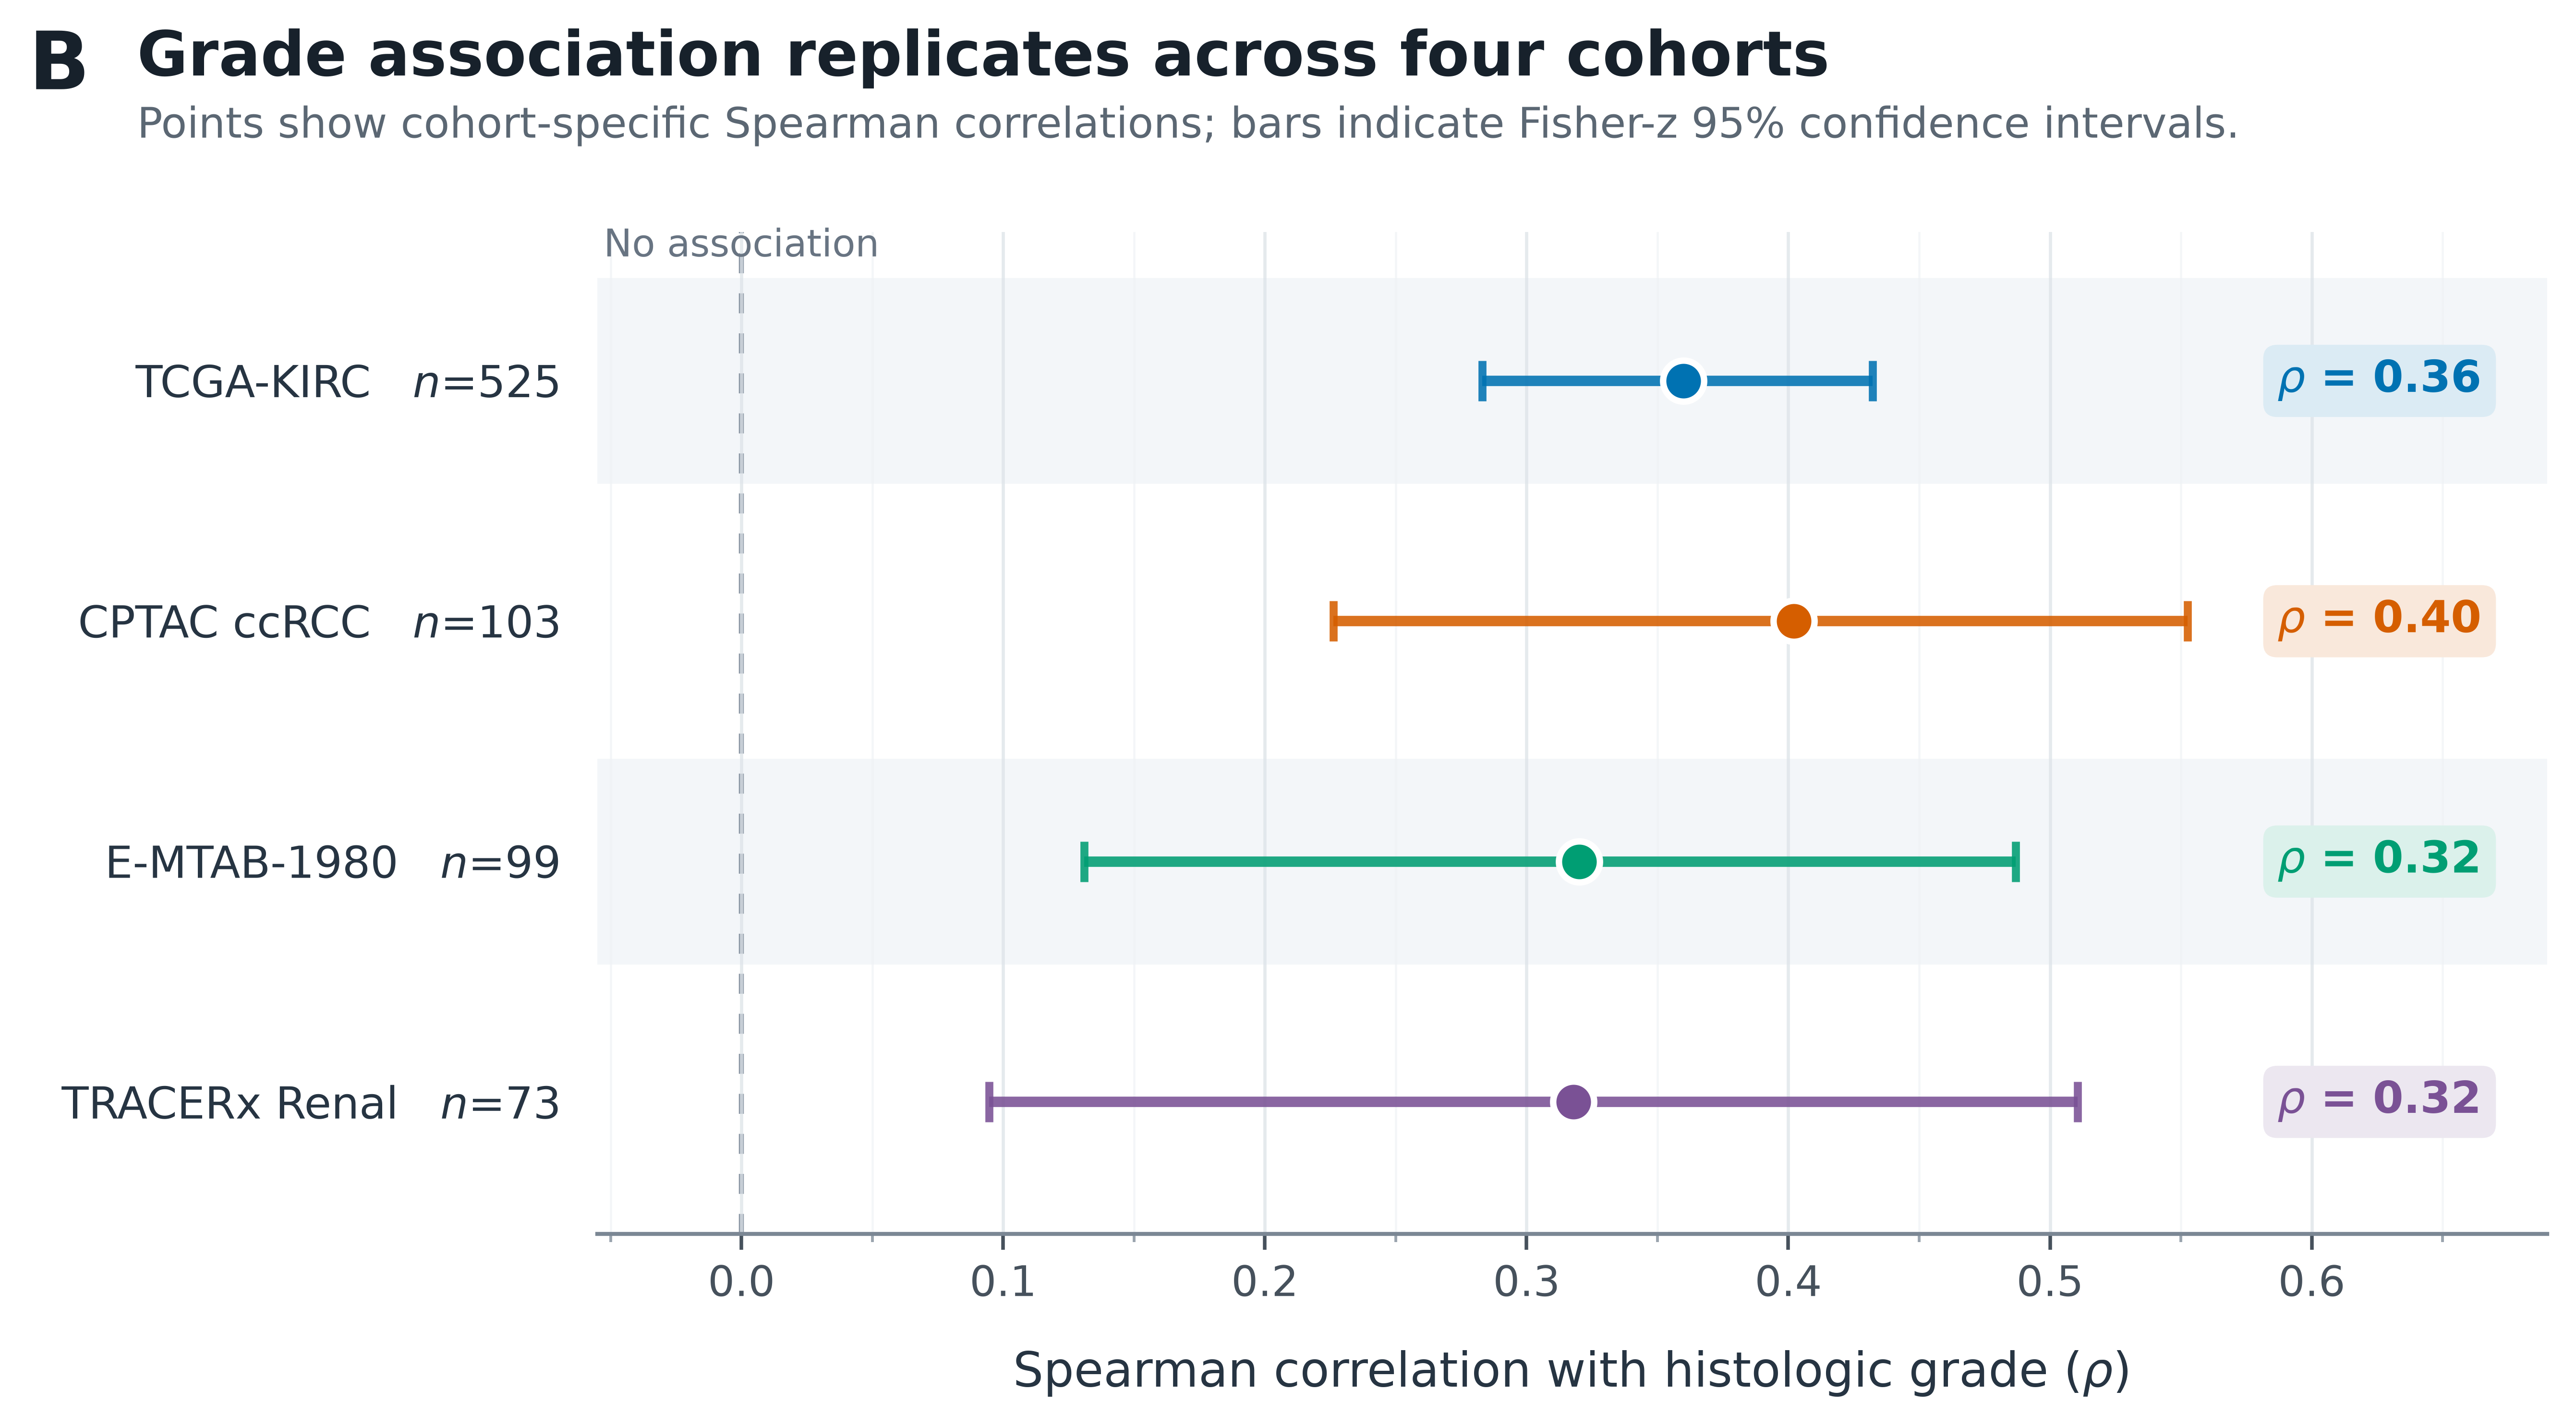 B Grade association replicates across four cohorts
Points show cohort-specific Spearman correlations; bars indicate Fisher-z 95% confidence intervals.
No association
TCGA-KIRC n=525 ρ = 0.36
CPTAC ccRCC n=103 ρ = 0.40
E-MTAB-1980 n=99 ρ = 0.32
TRACERx Renal n=73 ρ = 0.32
0.0 0.1 0.2 0.3 0.4 0.5 0.6
Spearman correlation with histologic grade (ρ)